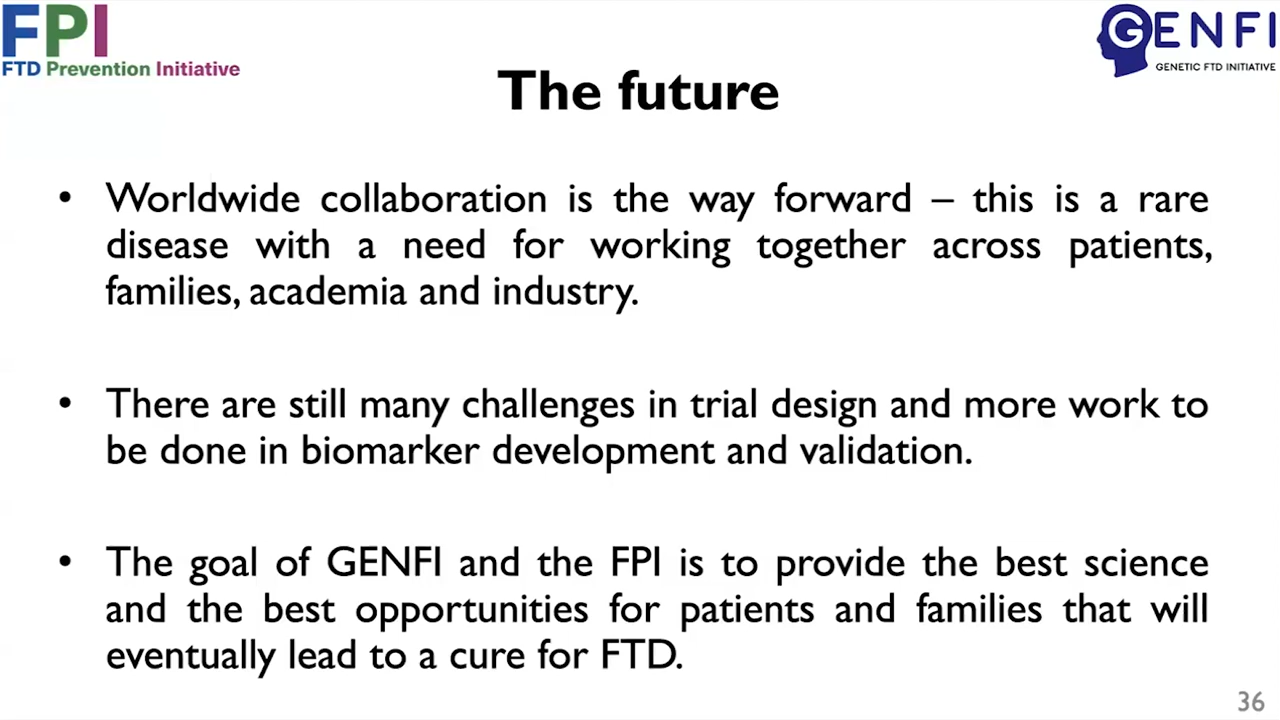 FPI
FTD Prevention Initiative
GENFI
GENETIC FTD INITIATIVE
The future
• Worldwide collaboration is the way forward – this is a rare
disease with a need for working together across patients,
families, academia and industry.
• There are still many challenges in trial design and more work to
be done in biomarker development and validation.
• The goal of GENFI and the FPI is to provide the best science
and the best opportunities for patients and families that will
eventually lead to a cure for FTD.
36